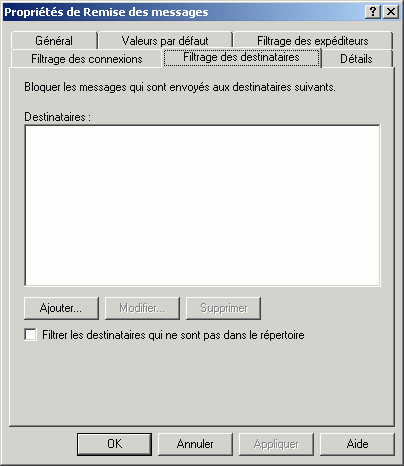 Propriétés de Remise des messages
Général Valeurs par défaut Filtrage des expéditeurs
Filtrage des connexions Filtrage des destinataires Détails
Bloquer les messages qui sont envoyés aux destinataires suivants.
Destinataires :
Ajouter... Modifier... Supprimer
Filtrer les destinataires qui ne sont pas dans le répertoire
OK Annuler Appliquer Aide